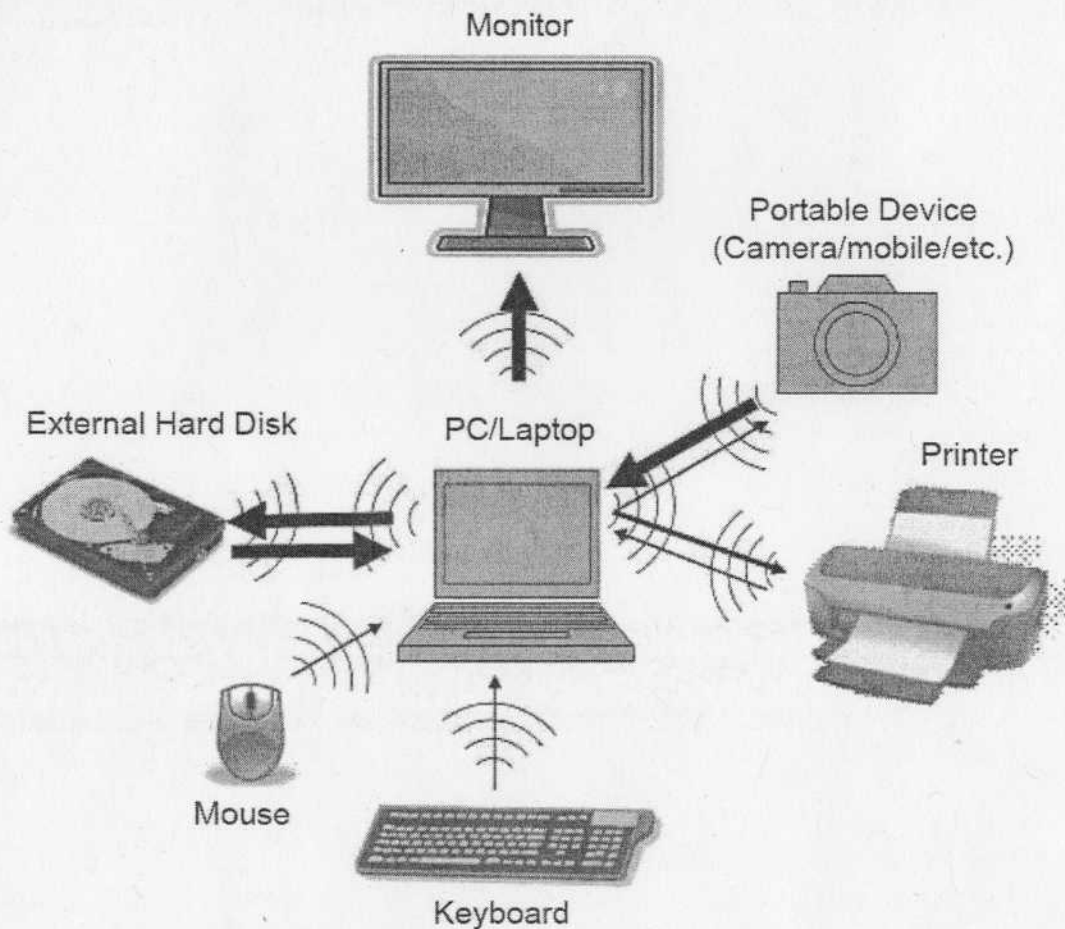 Monitor
Portable Device
(Camera/mobile/etc.)
External Hard Disk
PC/Laptop
Printer
Mouse
Keyboard